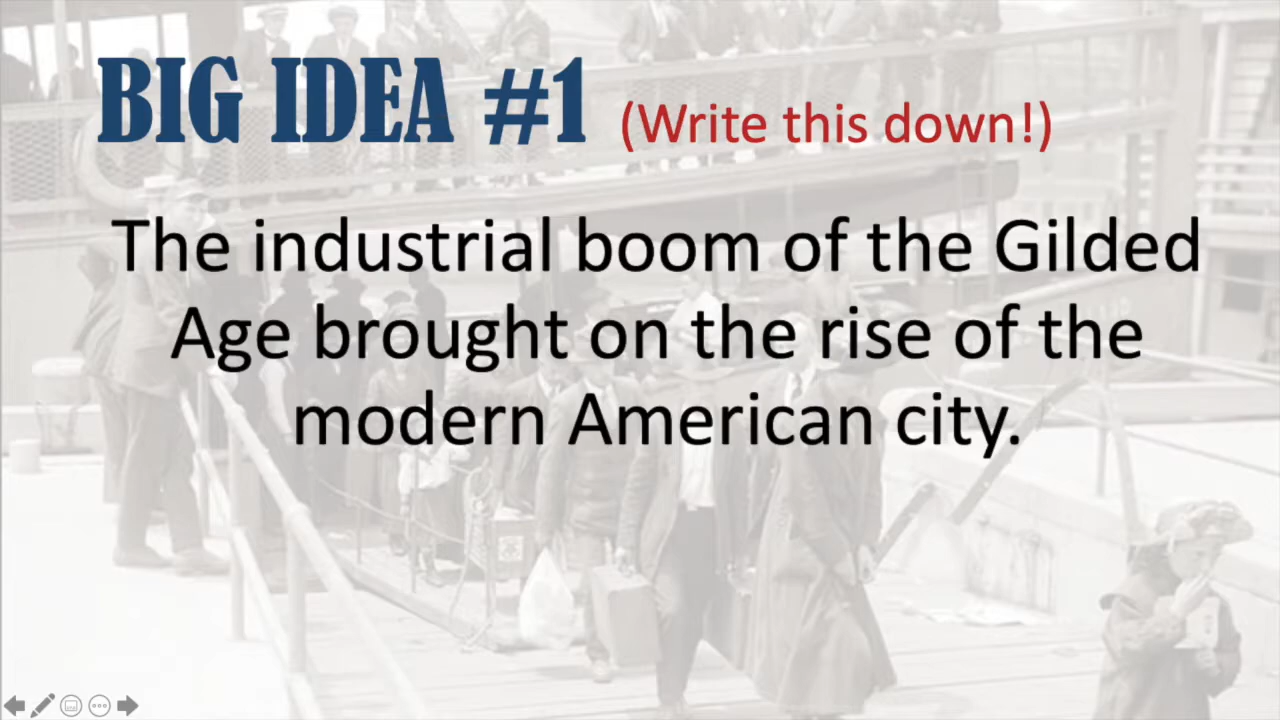 BIG IDEA #1 (Write this down!)
The industrial boom of the Gilded
Age brought on the rise of the
modern American city.